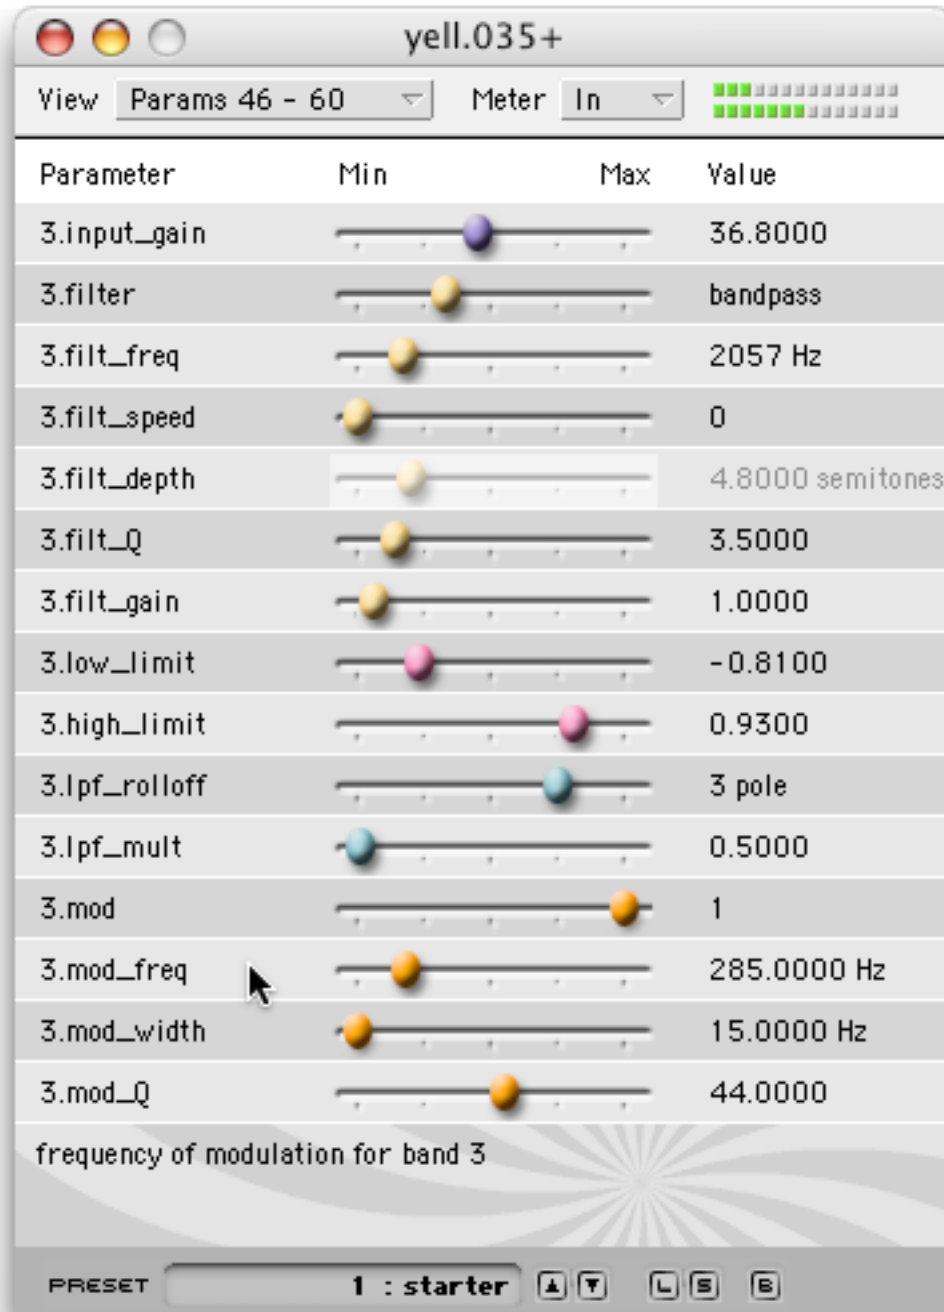 yell.035+
View Params 46 - 60 Meter In
Parameter Min Max Value
3.input_gain 36.8000
3.filter bandpass
3.filt_freq 2057 Hz
3.filt_speed 0
3.filt_depth 4.8000 semitones
3.filt_Q 3.5000
3.filt_gain 1.0000
3.low_limit -0.8100
3.high_limit 0.9300
3.lpf_rolloff 3 pole
3.lpf_mult 0.5000
3.mod 1
3.mod_freq 285.0000 Hz
3.mod_width 15.0000 Hz
3.mod_Q 44.0000
frequency of modulation for band 3
PRESET 1 : starter L S B